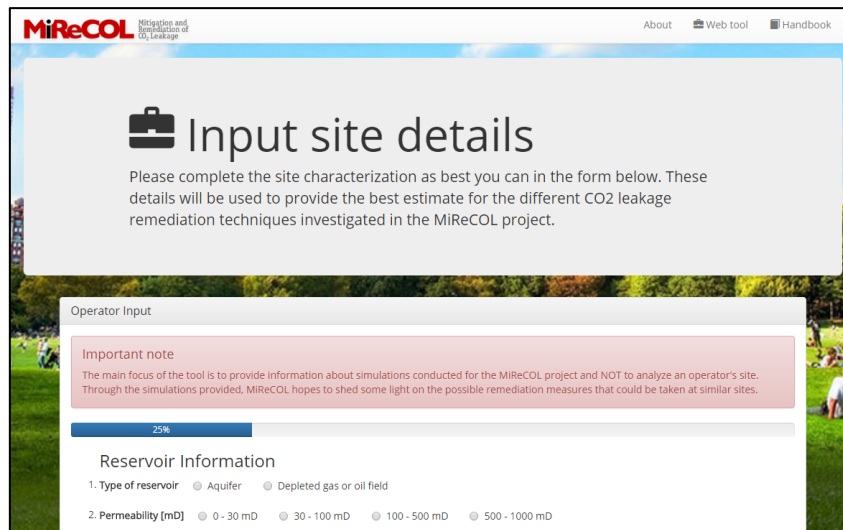 MiReCOL Mitigation and
Remediation of
CO2 Leakage
About Web tool Handbook
Input site details
Please complete the site characterization as best you can in the form below. These
details will be used to provide the best estimate for the different CO2 leakage
remediation techniques investigated in the MiReCOL project.
Operator Input
Important note
The main focus of the tool is to provide information about simulations conducted for the MiReCOL project and NOT to analyze an operator's site.
Through the simulations provided, MiReCOL hopes to shed some light on the possible remediation measures that could be taken at similar sites.
25%
Reservoir Information
1. Type of reservoir Aquifer Depleted gas or oil field
2. Permeability [mD] 0 - 30 mD 30 - 100 mD 100 - 500 mD 500 - 1000 mD